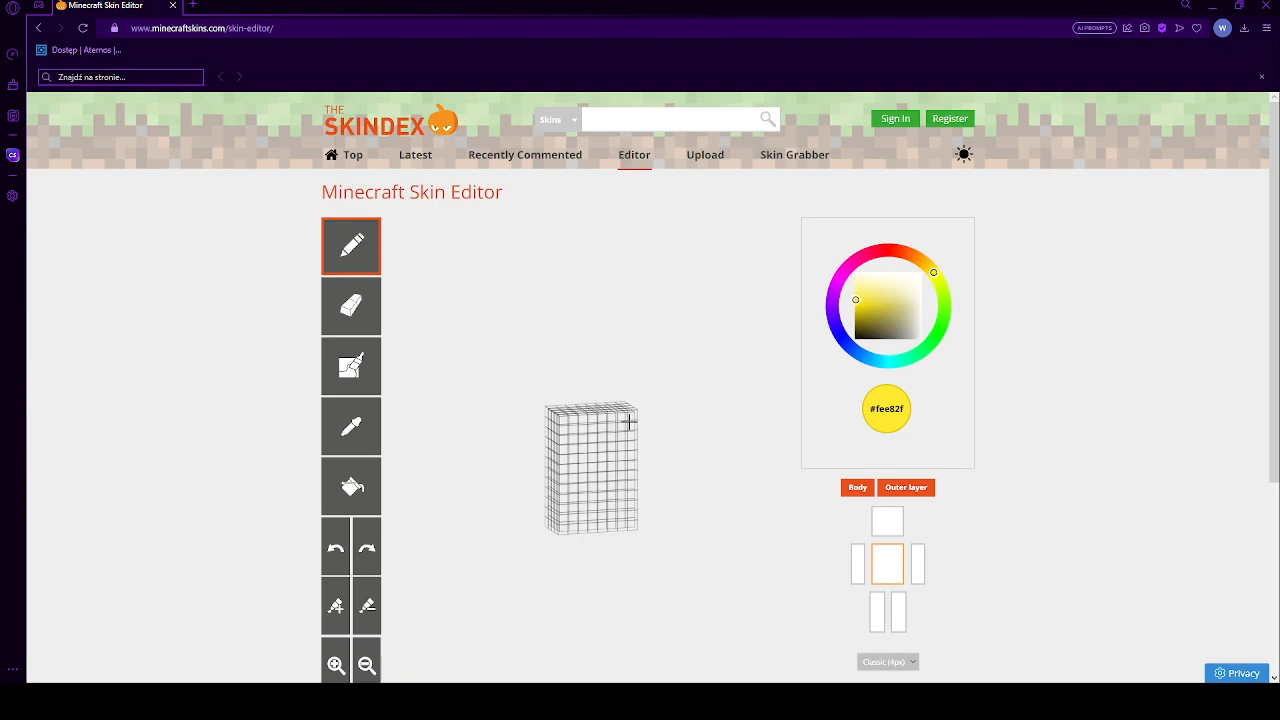 Minecraft Skin Editor
www.minecraftskins.com/skin-editor/
AI PROMPTS
W
Dostęp | Aternos |...
Znajdź na stronie...
CS
THE
SKINDEX
Skins
Sign In
Register
Top
Latest
Recently Commented
Editor
Upload
Skin Grabber
Minecraft Skin Editor
#fee82f
Body
Outer layer
Classic (4px)
Privacy